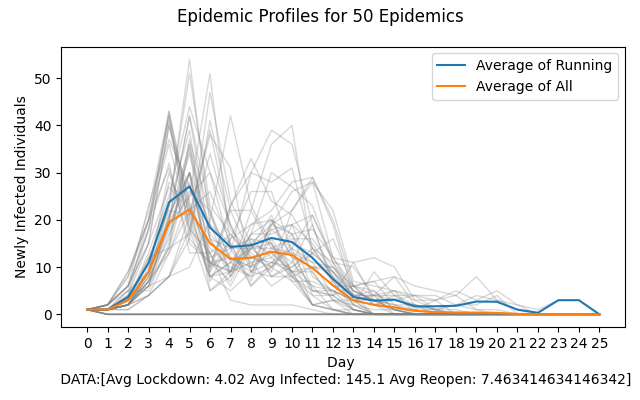 Epidemic Profiles for 50 Epidemics
Average of Running
Average of All
Newly Infected Individuals
50
40
30
20
10
0
0 1 2 3 4 5 6 7 8 9 10 11 12 13 14 15 16 17 18 19 20 21 22 23 24 25
Day
DATA:[Avg Lockdown: 4.02 Avg Infected: 145.1 Avg Reopen: 7.463414634146342]